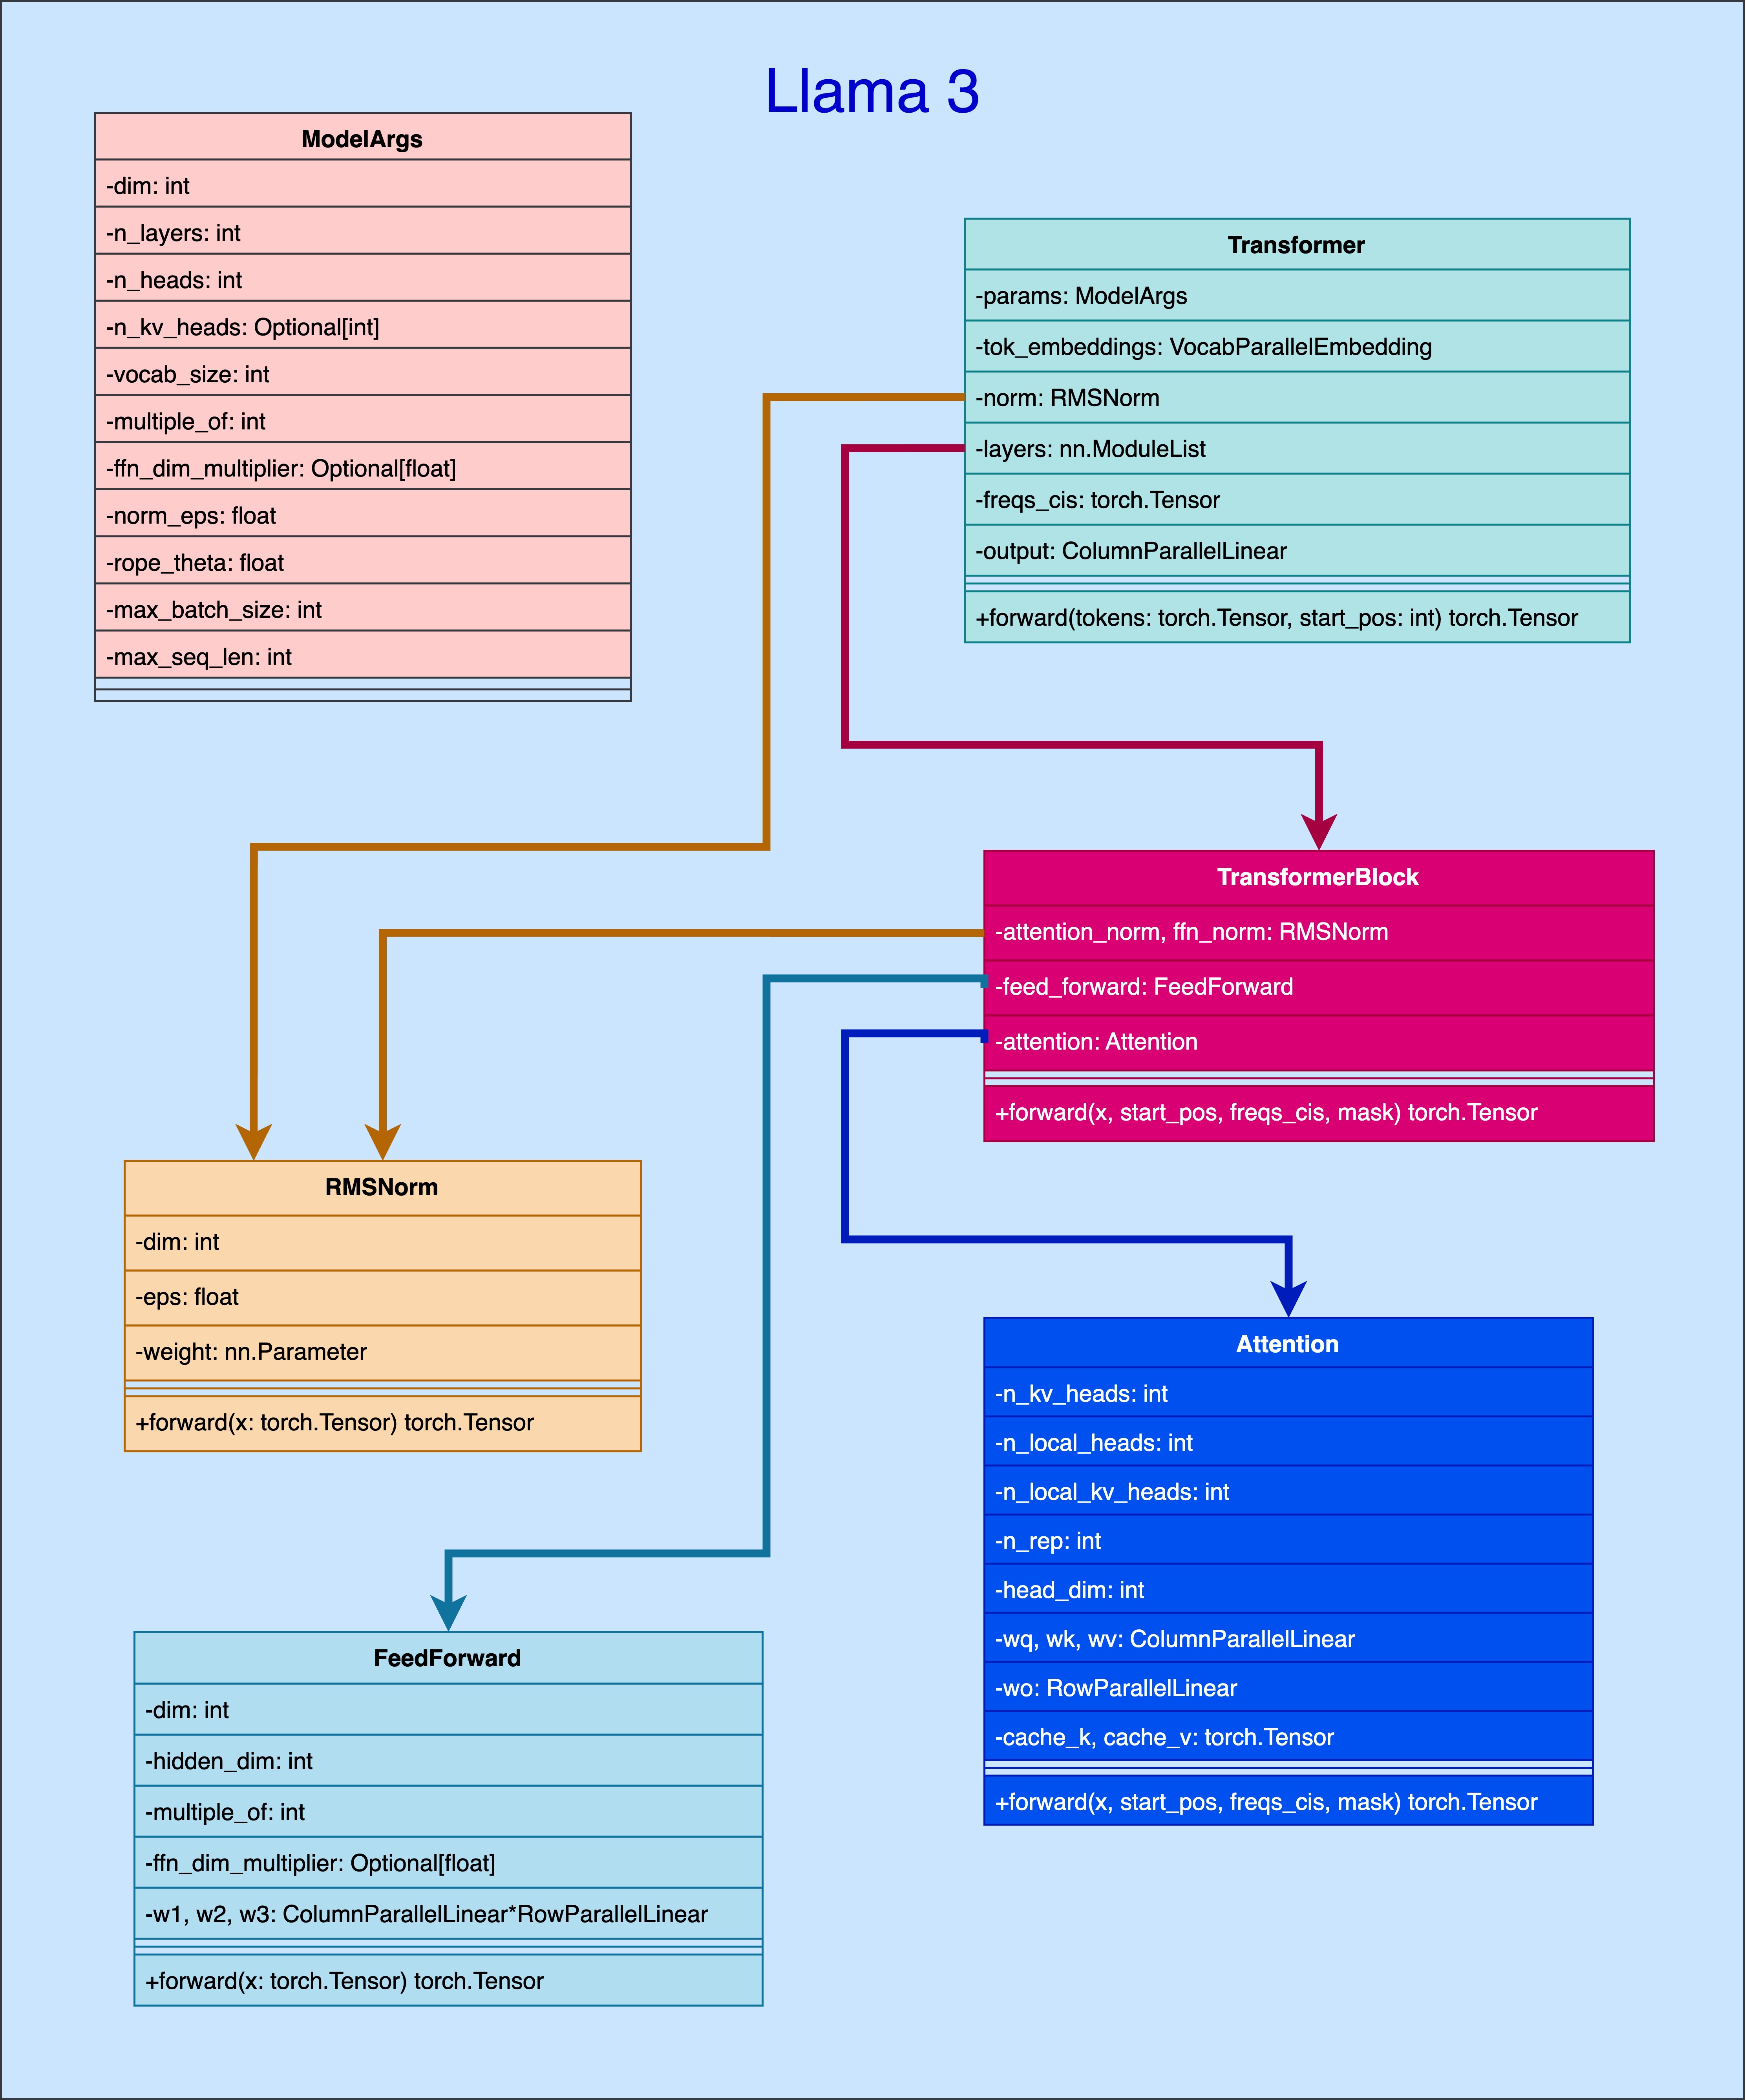 Llama 3
ModelArgs
-dim: int
-n_layers: int
-n_heads: int
-n_kv_heads: Optional[int]
-vocab_size: int
-multiple_of: int
-ffn_dim_multiplier: Optional[float]
-norm_eps: float
-rope_theta: float
-max_batch_size: int
-max_seq_len: int
Transformer
-params: ModelArgs
-tok_embeddings: VocabParallelEmbedding
-norm: RMSNorm
-layers: nn.ModuleList
-freqs_cis: torch.Tensor
-output: ColumnParallelLinear
+forward(tokens: torch.Tensor, start_pos: int) torch.Tensor
TransformerBlock
-attention_norm, ffn_norm: RMSNorm
-feed_forward: FeedForward
-attention: Attention
+forward(x, start_pos, freqs_cis, mask) torch.Tensor
RMSNorm
-dim: int
-eps: float
-weight: nn.Parameter
+forward(x: torch.Tensor) torch.Tensor
Attention
-n_kv_heads: int
-n_local_heads: int
-n_local_kv_heads: int
-n_rep: int
-head_dim: int
-wq, wk, wv: ColumnParallelLinear
-wo: RowParallelLinear
-cache_k, cache_v: torch.Tensor
+forward(x, start_pos, freqs_cis, mask) torch.Tensor
FeedForward
-dim: int
-hidden_dim: int
-multiple_of: int
-ffn_dim_multiplier: Optional[float]
-w1, w2, w3: ColumnParallelLinear*RowParallelLinear
+forward(x: torch.Tensor) torch.Tensor